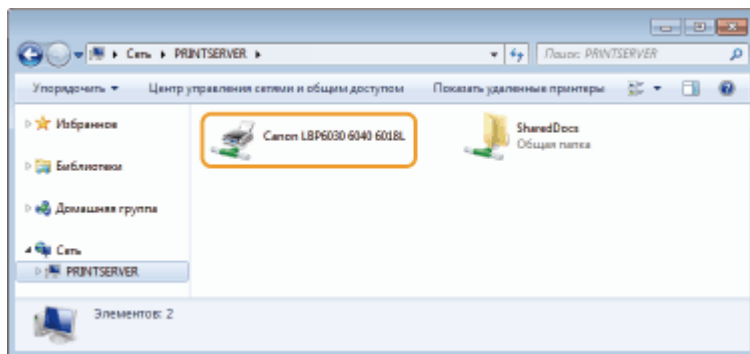 Сеть ▸ PRINTSERVER ▸
Поиск: PRINTSERVER
Упорядочить ▾ Центр управления сетями и общим доступом Показать удаленные принтеры
Избранное
Canon LBP6030 6040 6018L
SharedDocs
Общая папка
Библиотеки
Домашняя группа
Сеть
PRINTSERVER
Элементов: 2